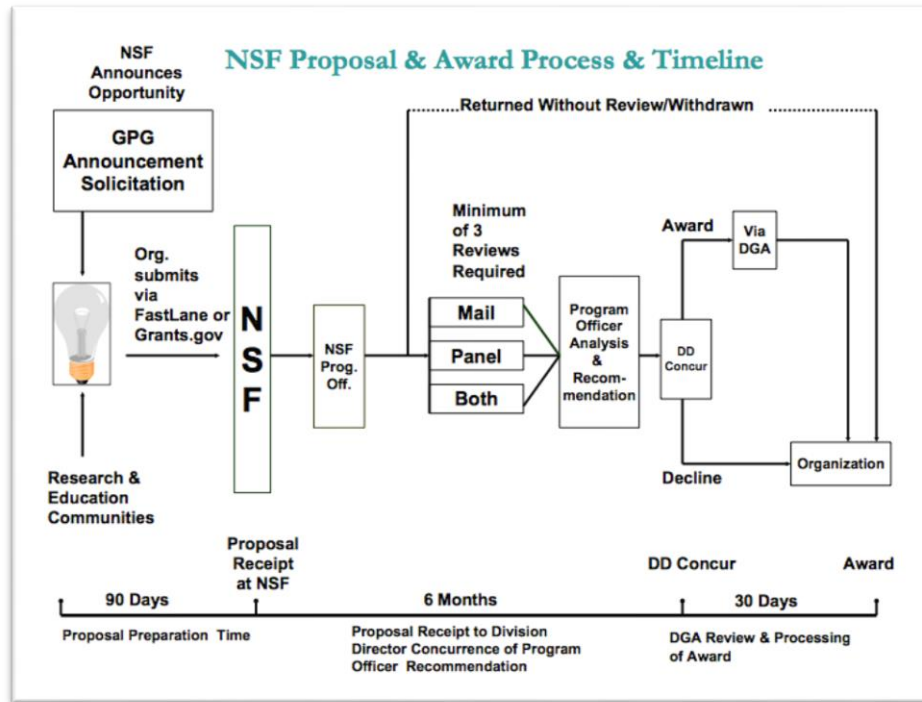 NSF Proposal & Award Process & Timeline
NSF
Announces
Opportunity
GPG
Announcement
Solicitation
Returned Without Review/Withdrawn
Org.
submits
via
FastLane or
Grants.gov
Research &
Education
Communities
N
S
F
NSF
Prog.
Off.
Minimum
of 3
Reviews
Required
Mail
Panel
Both
Program
Officer
Analysis
&
Recom-
mendation
DD
Concur
Award
Via
DGA
Decline
Organization
Proposal
Receipt
at NSF
DD Concur
Award
90 Days
6 Months
30 Days
Proposal Preparation Time
Proposal Receipt to Division
Director Concurrence of Program
Officer Recommendation
DGA Review & Processing
of Award